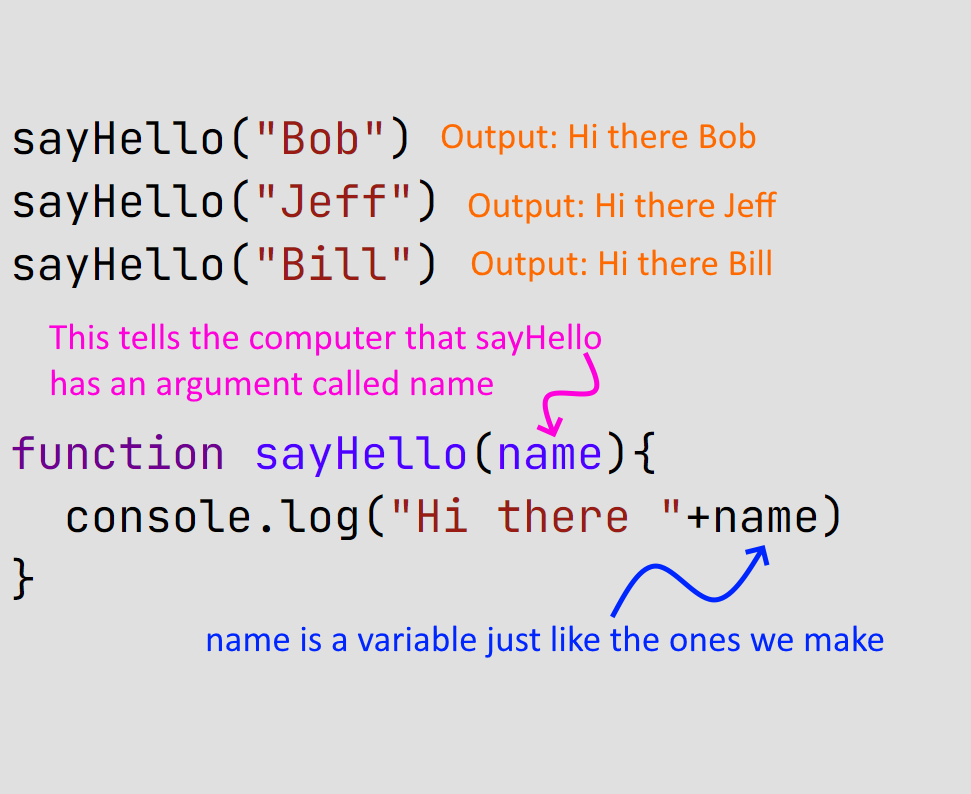 sayHello("Bob") Output: Hi there Bob
sayHello("Jeff") Output: Hi there Jeff
sayHello("Bill") Output: Hi there Bill
This tells the computer that sayHello
has an argument called name
function sayHello(name){
  console.log("Hi there "+name)
}
name is a variable just like the ones we make